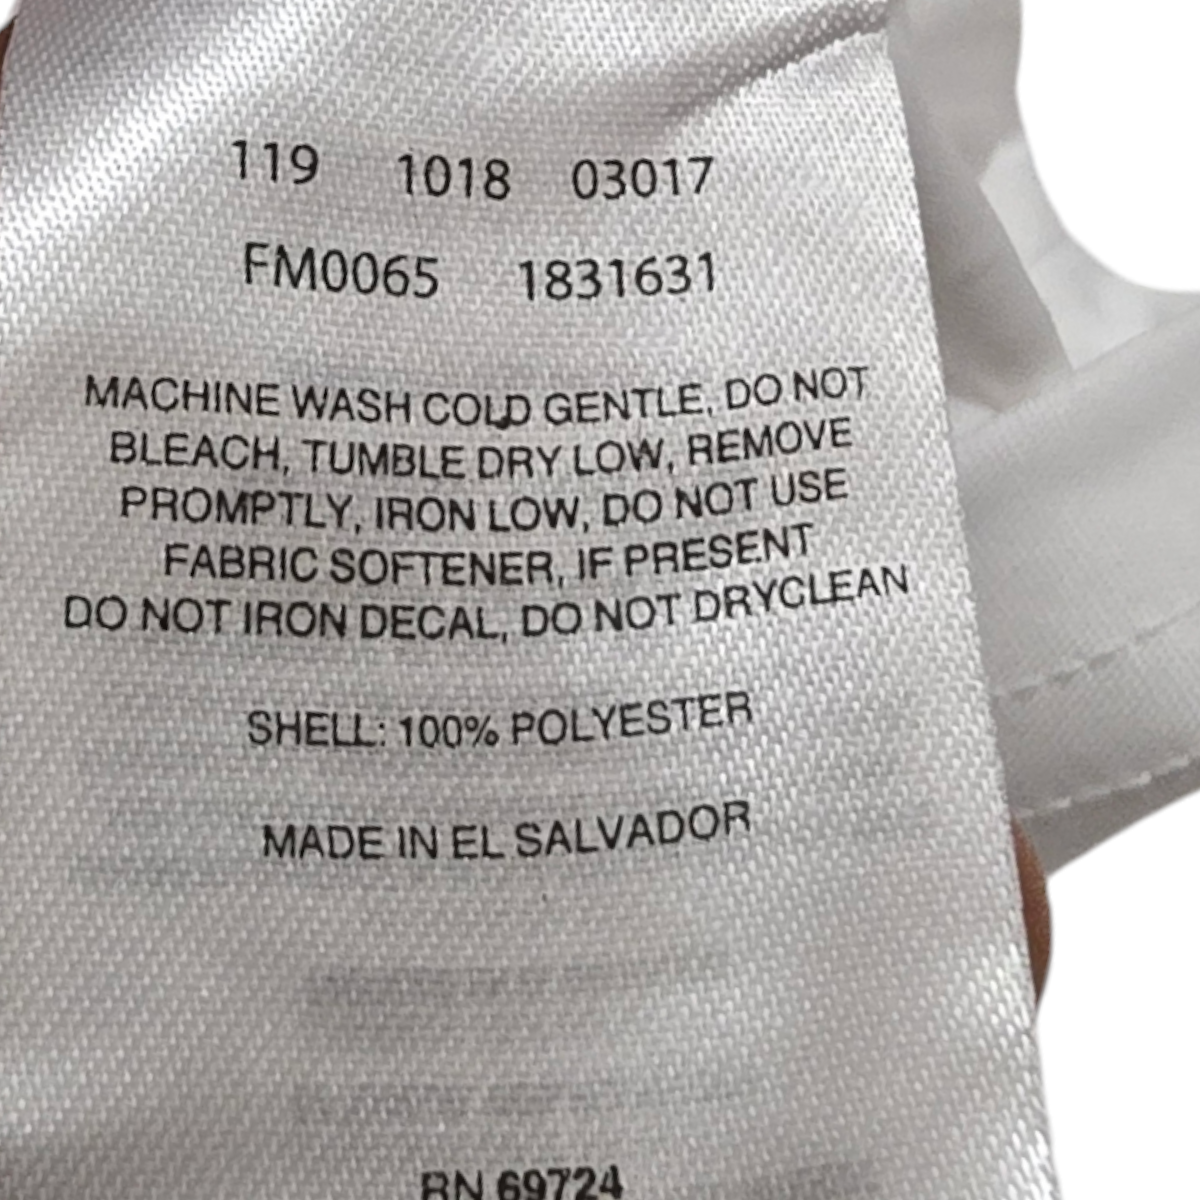 119 1018 03017
FM0065 1831631
MACHINE WASH COLD GENTLE, DO NOT
BLEACH, TUMBLE DRY LOW, REMOVE
PROMPTLY, IRON LOW, DO NOT USE
FABRIC SOFTENER, IF PRESENT
DO NOT IRON DECAL, DO NOT DRYCLEAN
SHELL: 100% POLYESTER
MADE IN EL SALVADOR
RN 69724